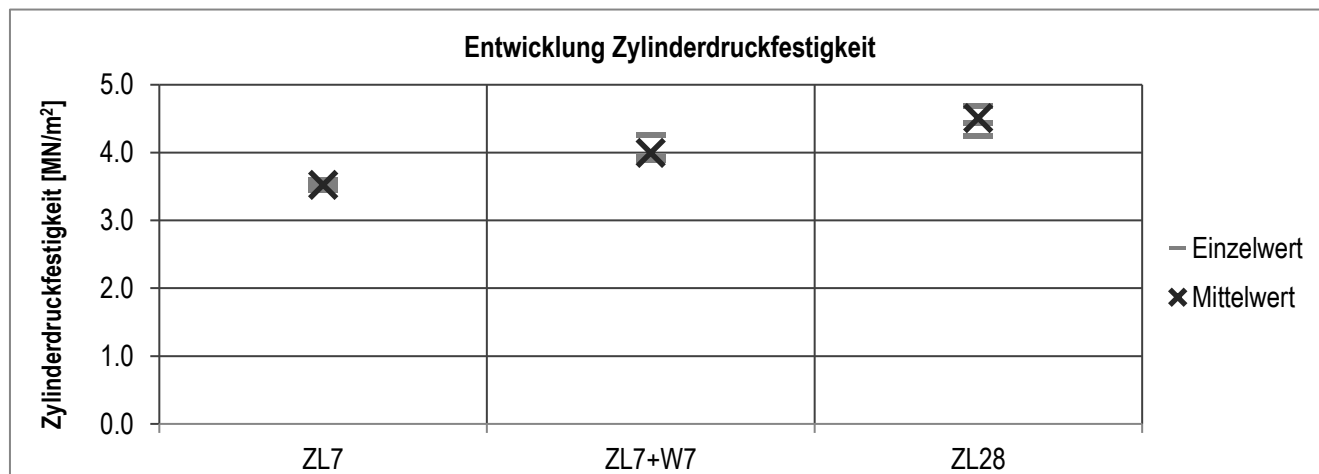 Entwicklung Zylinderdruckfestigkeit
Zylinderdruckfestigkeit [MN/m²]
5.0
4.0
3.0
2.0
1.0
0.0
ZL7
ZL7+W7
ZL28
Einzelwert
Mittelwert